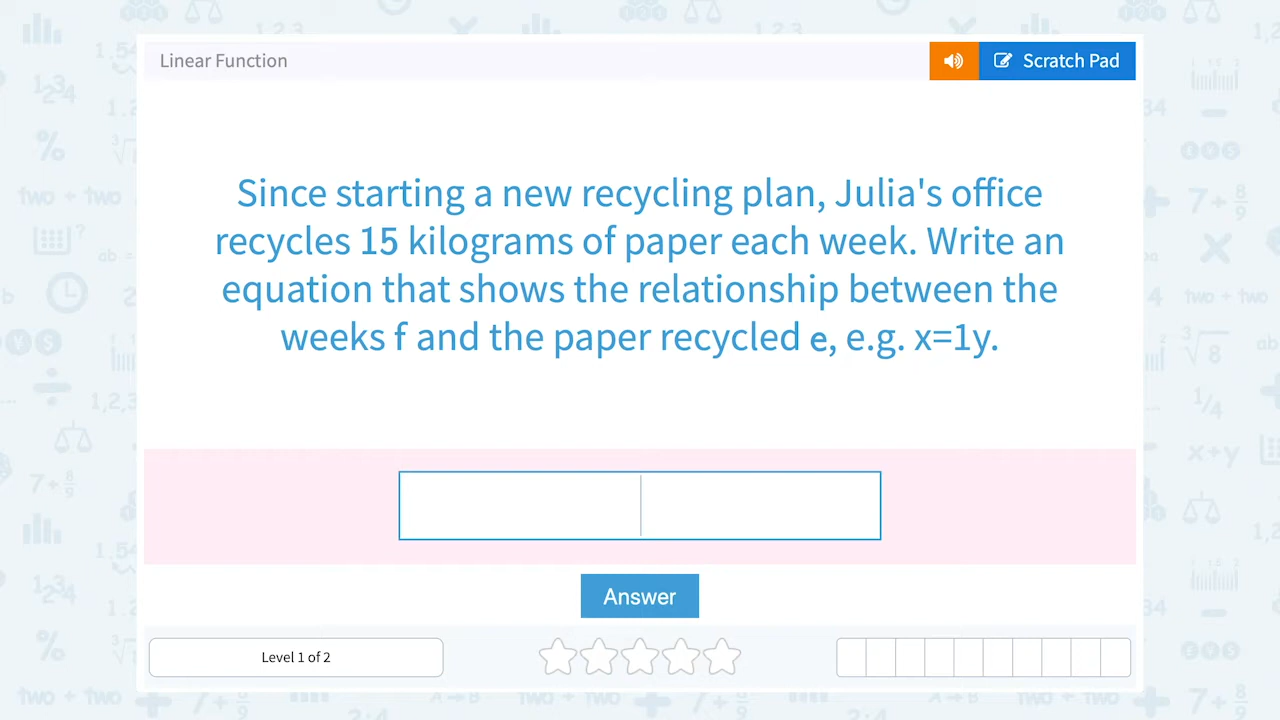 Linear Function
Scratch Pad
Since starting a new recycling plan, Julia's office
recycles 15 kilograms of paper each week. Write an
equation that shows the relationship between the
weeks f and the paper recycled e, e.g. x=1y.
Answer
Level 1 of 2